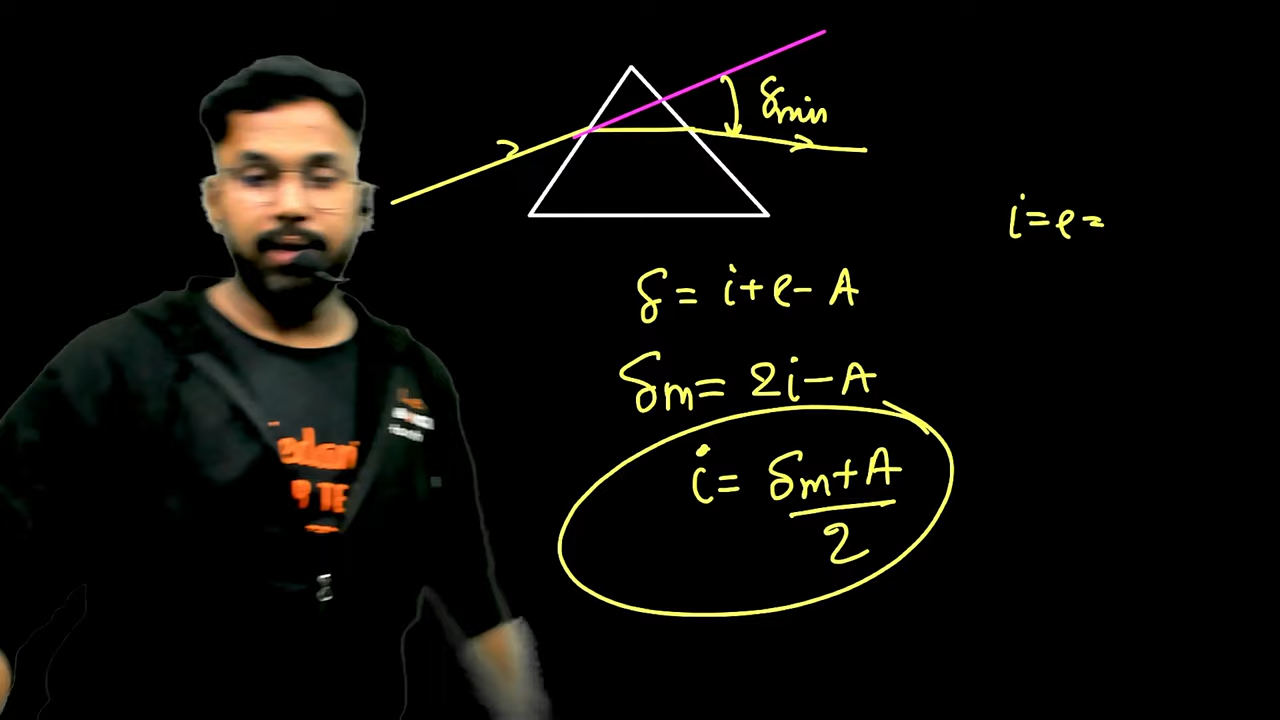 δmin
i=e=
δ= i+e-A
δm= 2i-A
i= δm+A
2